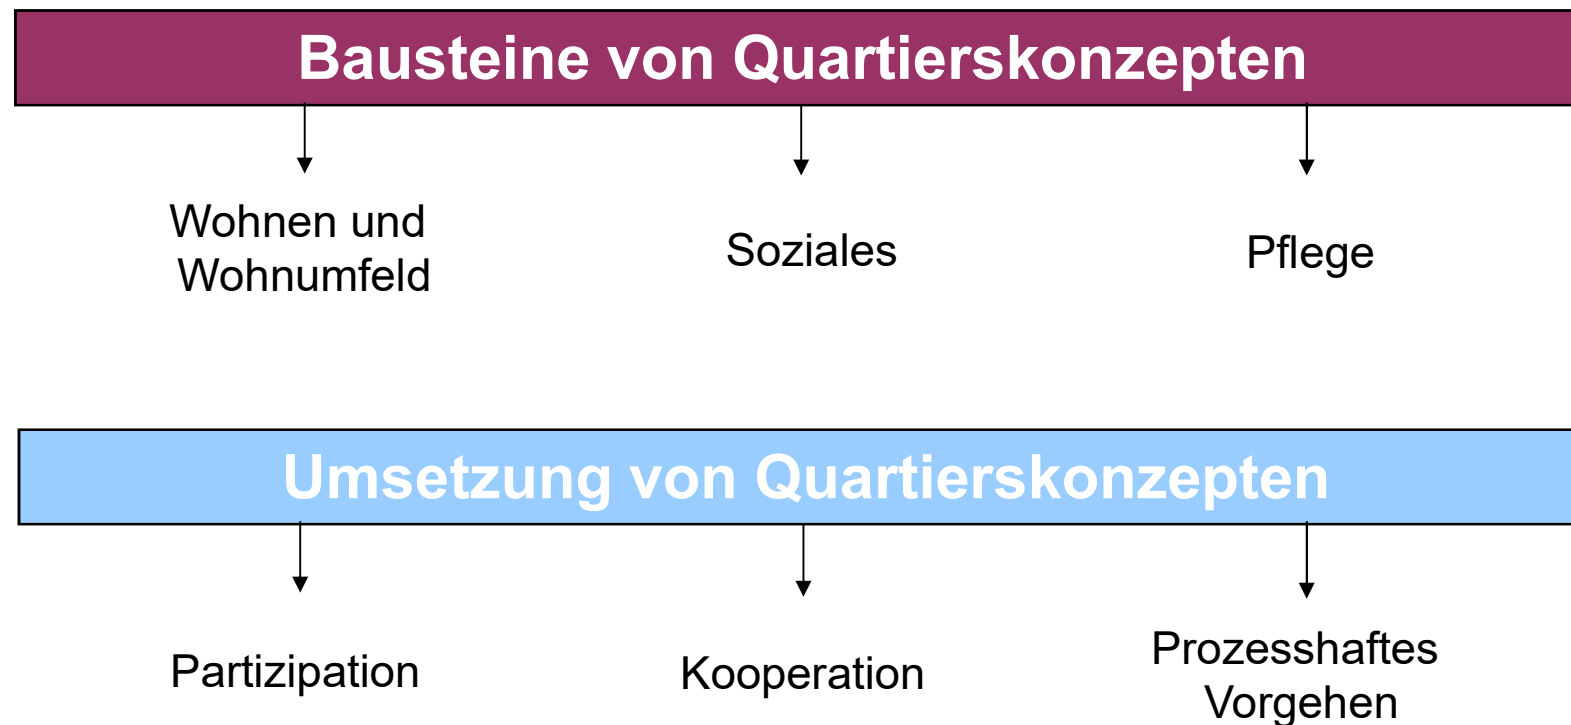 Bausteine von Quartierskonzepten
Wohnen und
Wohnumfeld
Soziales
Pflege
Umsetzung von Quartierskonzepten
Partizipation
Kooperation
Prozesshaftes
Vorgehen